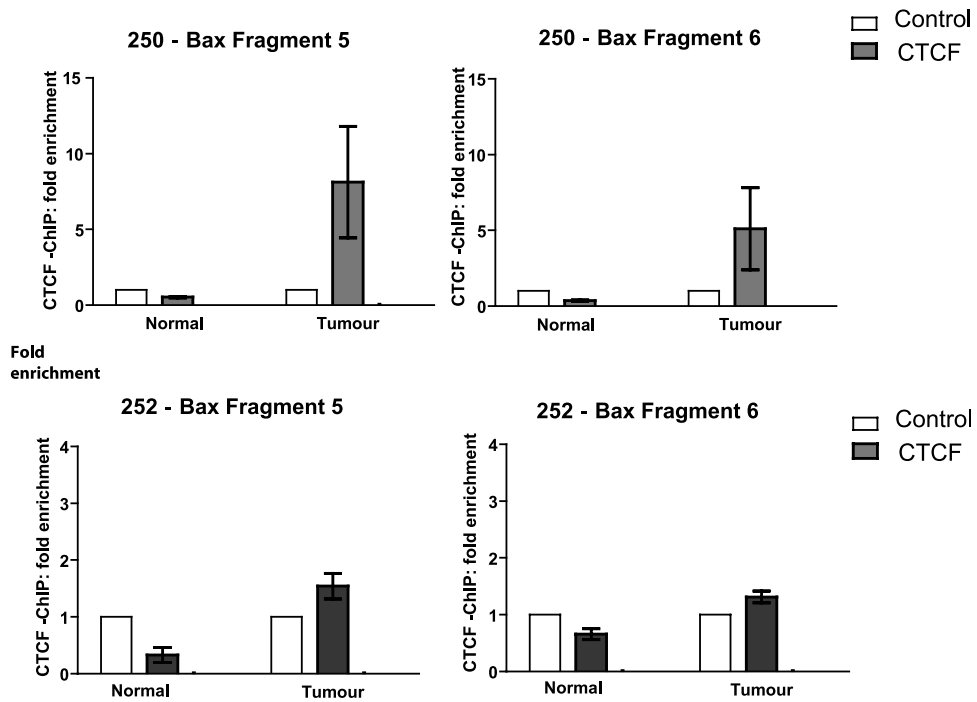 250 - Bax Fragment 5
CTCF -ChIP: fold enrichment
15
10
5
0
Normal
Tumour
250 - Bax Fragment 6
CTCF -ChIP: fold enrichment
15
10
5
0
Normal
Tumour
Control
CTCF
Fold
enrichment
252 - Bax Fragment 5
CTCF -ChIP: fold enrichment
4
3
2
1
0
Normal
Tumour
252 - Bax Fragment 6
CTCF -ChIP: fold enrichment
4
3
2
1
0
Normal
Tumour
Control
CTCF